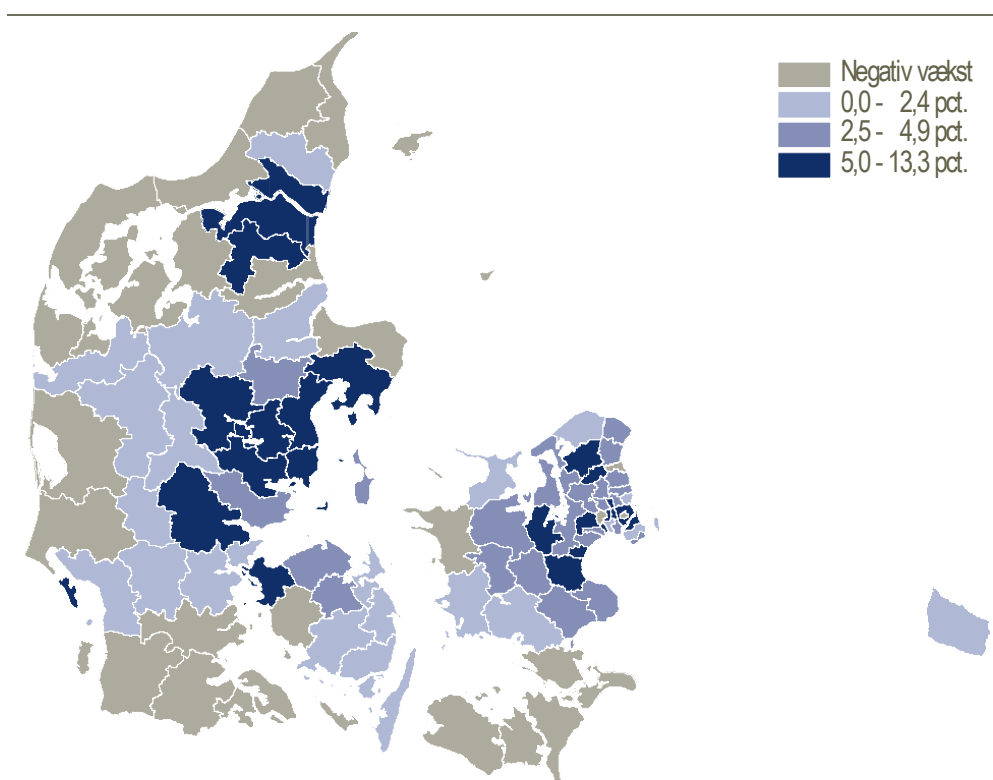 Negativ vækst
0,0 - 2,4 pct.
2,5 - 4,9 pct.
5,0 - 13,3 pct.